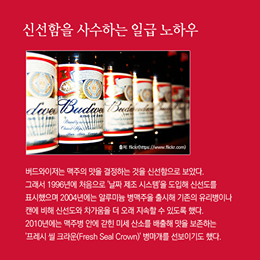 신선함을 사수하는 일급 노하우
Budweiser
출처: flickr(https://www.flickr.com)
버드와이저는 맥주의 맛을 결정하는 것을 신선함으로 보았다.
그래서 1996년에 처음으로 '날짜 제조 시스템'을 도입해 신선도를
표시했으며 2004년에는 알루미늄 병맥주를 출시해 기존의 유리병이나
캔에 비해 신선도와 차가움을 더 오래 지속할 수 있도록 했다.
2010년에는 맥주병 안에 갇힌 미세 산소를 배출해 맛을 보존하는
'프레시 씰 크라운(Fresh Seal Crown)' 병마개를 선보이기도 했다.